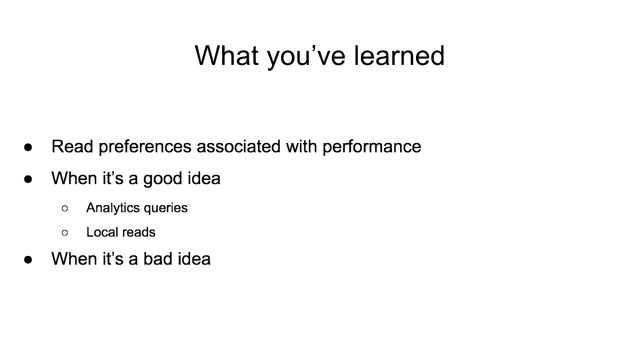 What you’ve learned
● Read preferences associated with performance
● When it’s a good idea
○ Analytics queries
○ Local reads
● When it’s a bad idea